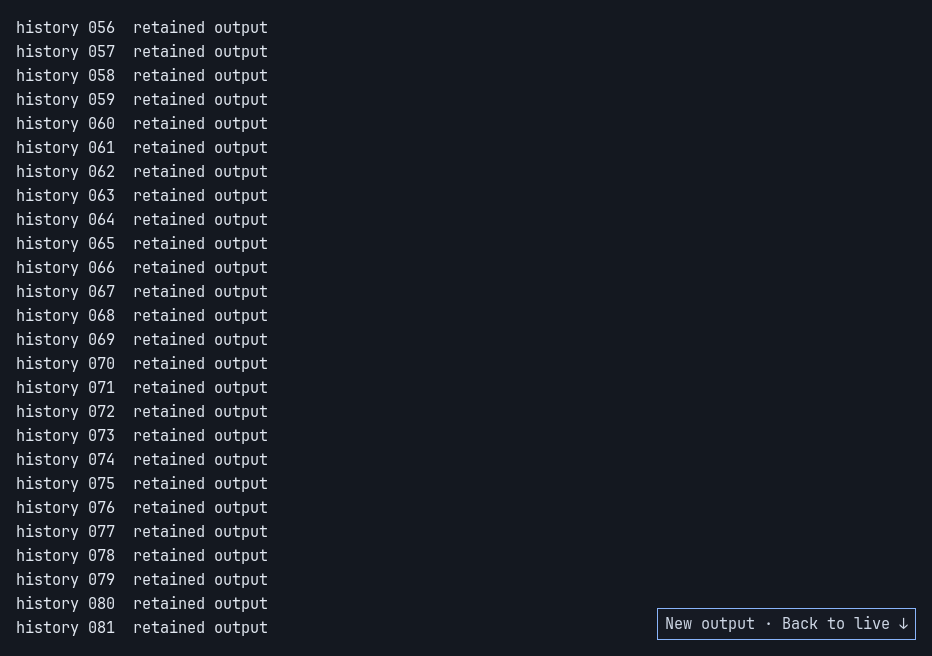 history 056  retained output
history 057  retained output
history 058  retained output
history 059  retained output
history 060  retained output
history 061  retained output
history 062  retained output
history 063  retained output
history 064  retained output
history 065  retained output
history 066  retained output
history 067  retained output
history 068  retained output
history 069  retained output
history 070  retained output
history 071  retained output
history 072  retained output
history 073  retained output
history 074  retained output
history 075  retained output
history 076  retained output
history 077  retained output
history 078  retained output
history 079  retained output
history 080  retained output
history 081  retained output
New output · Back to live ↓